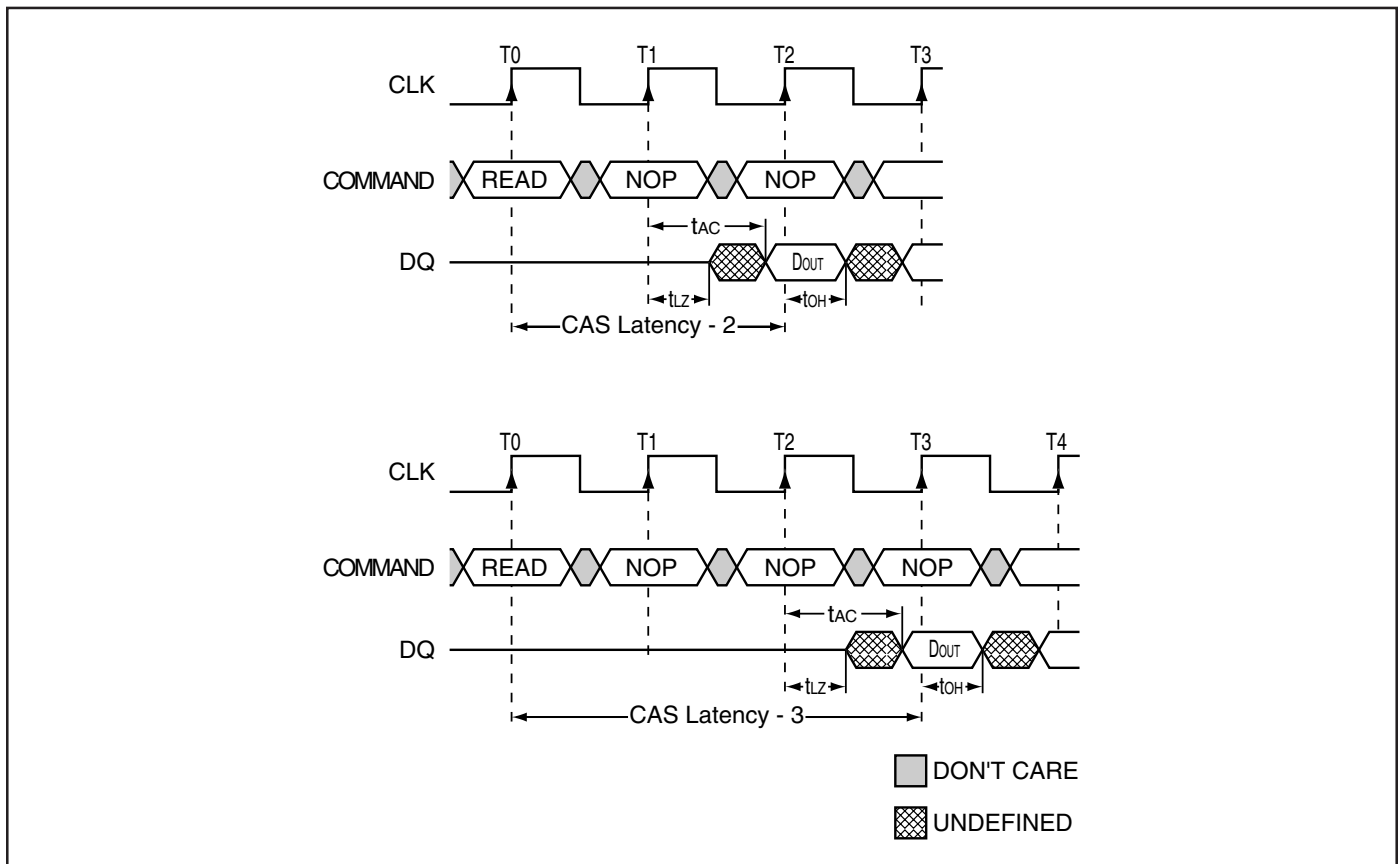 T0 T1 T2 T3
CLK
COMMAND READ NOP NOP
tAC
DQ DOUT
tLZ tOH
CAS Latency - 2
T0 T1 T2 T3 T4
CLK
COMMAND READ NOP NOP NOP
tAC
DQ DOUT
tLZ tOH
CAS Latency - 3
DON'T CARE
UNDEFINED